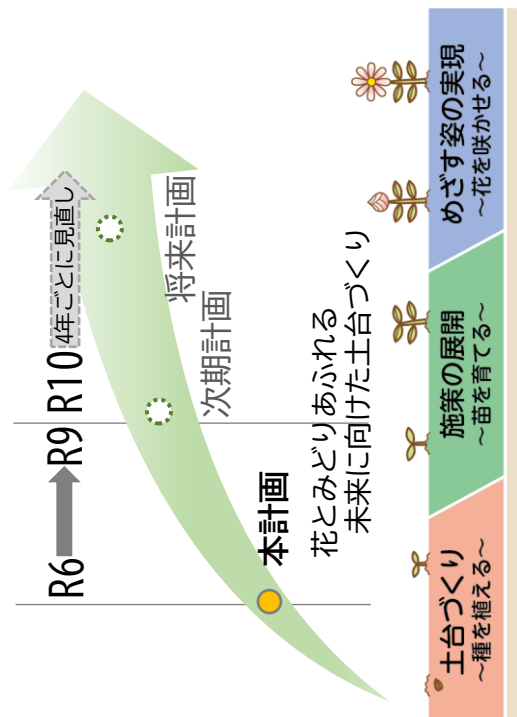 R6 R9 R10 4年ごとに見直し
将来計画
次期計画
本計画
花とみどりあふれる
未来に向けた土台づくり
土台づくり
～種を植える～
施策の展開
～苗を育てる～
めざす姿の実現
～花を咲かせる～